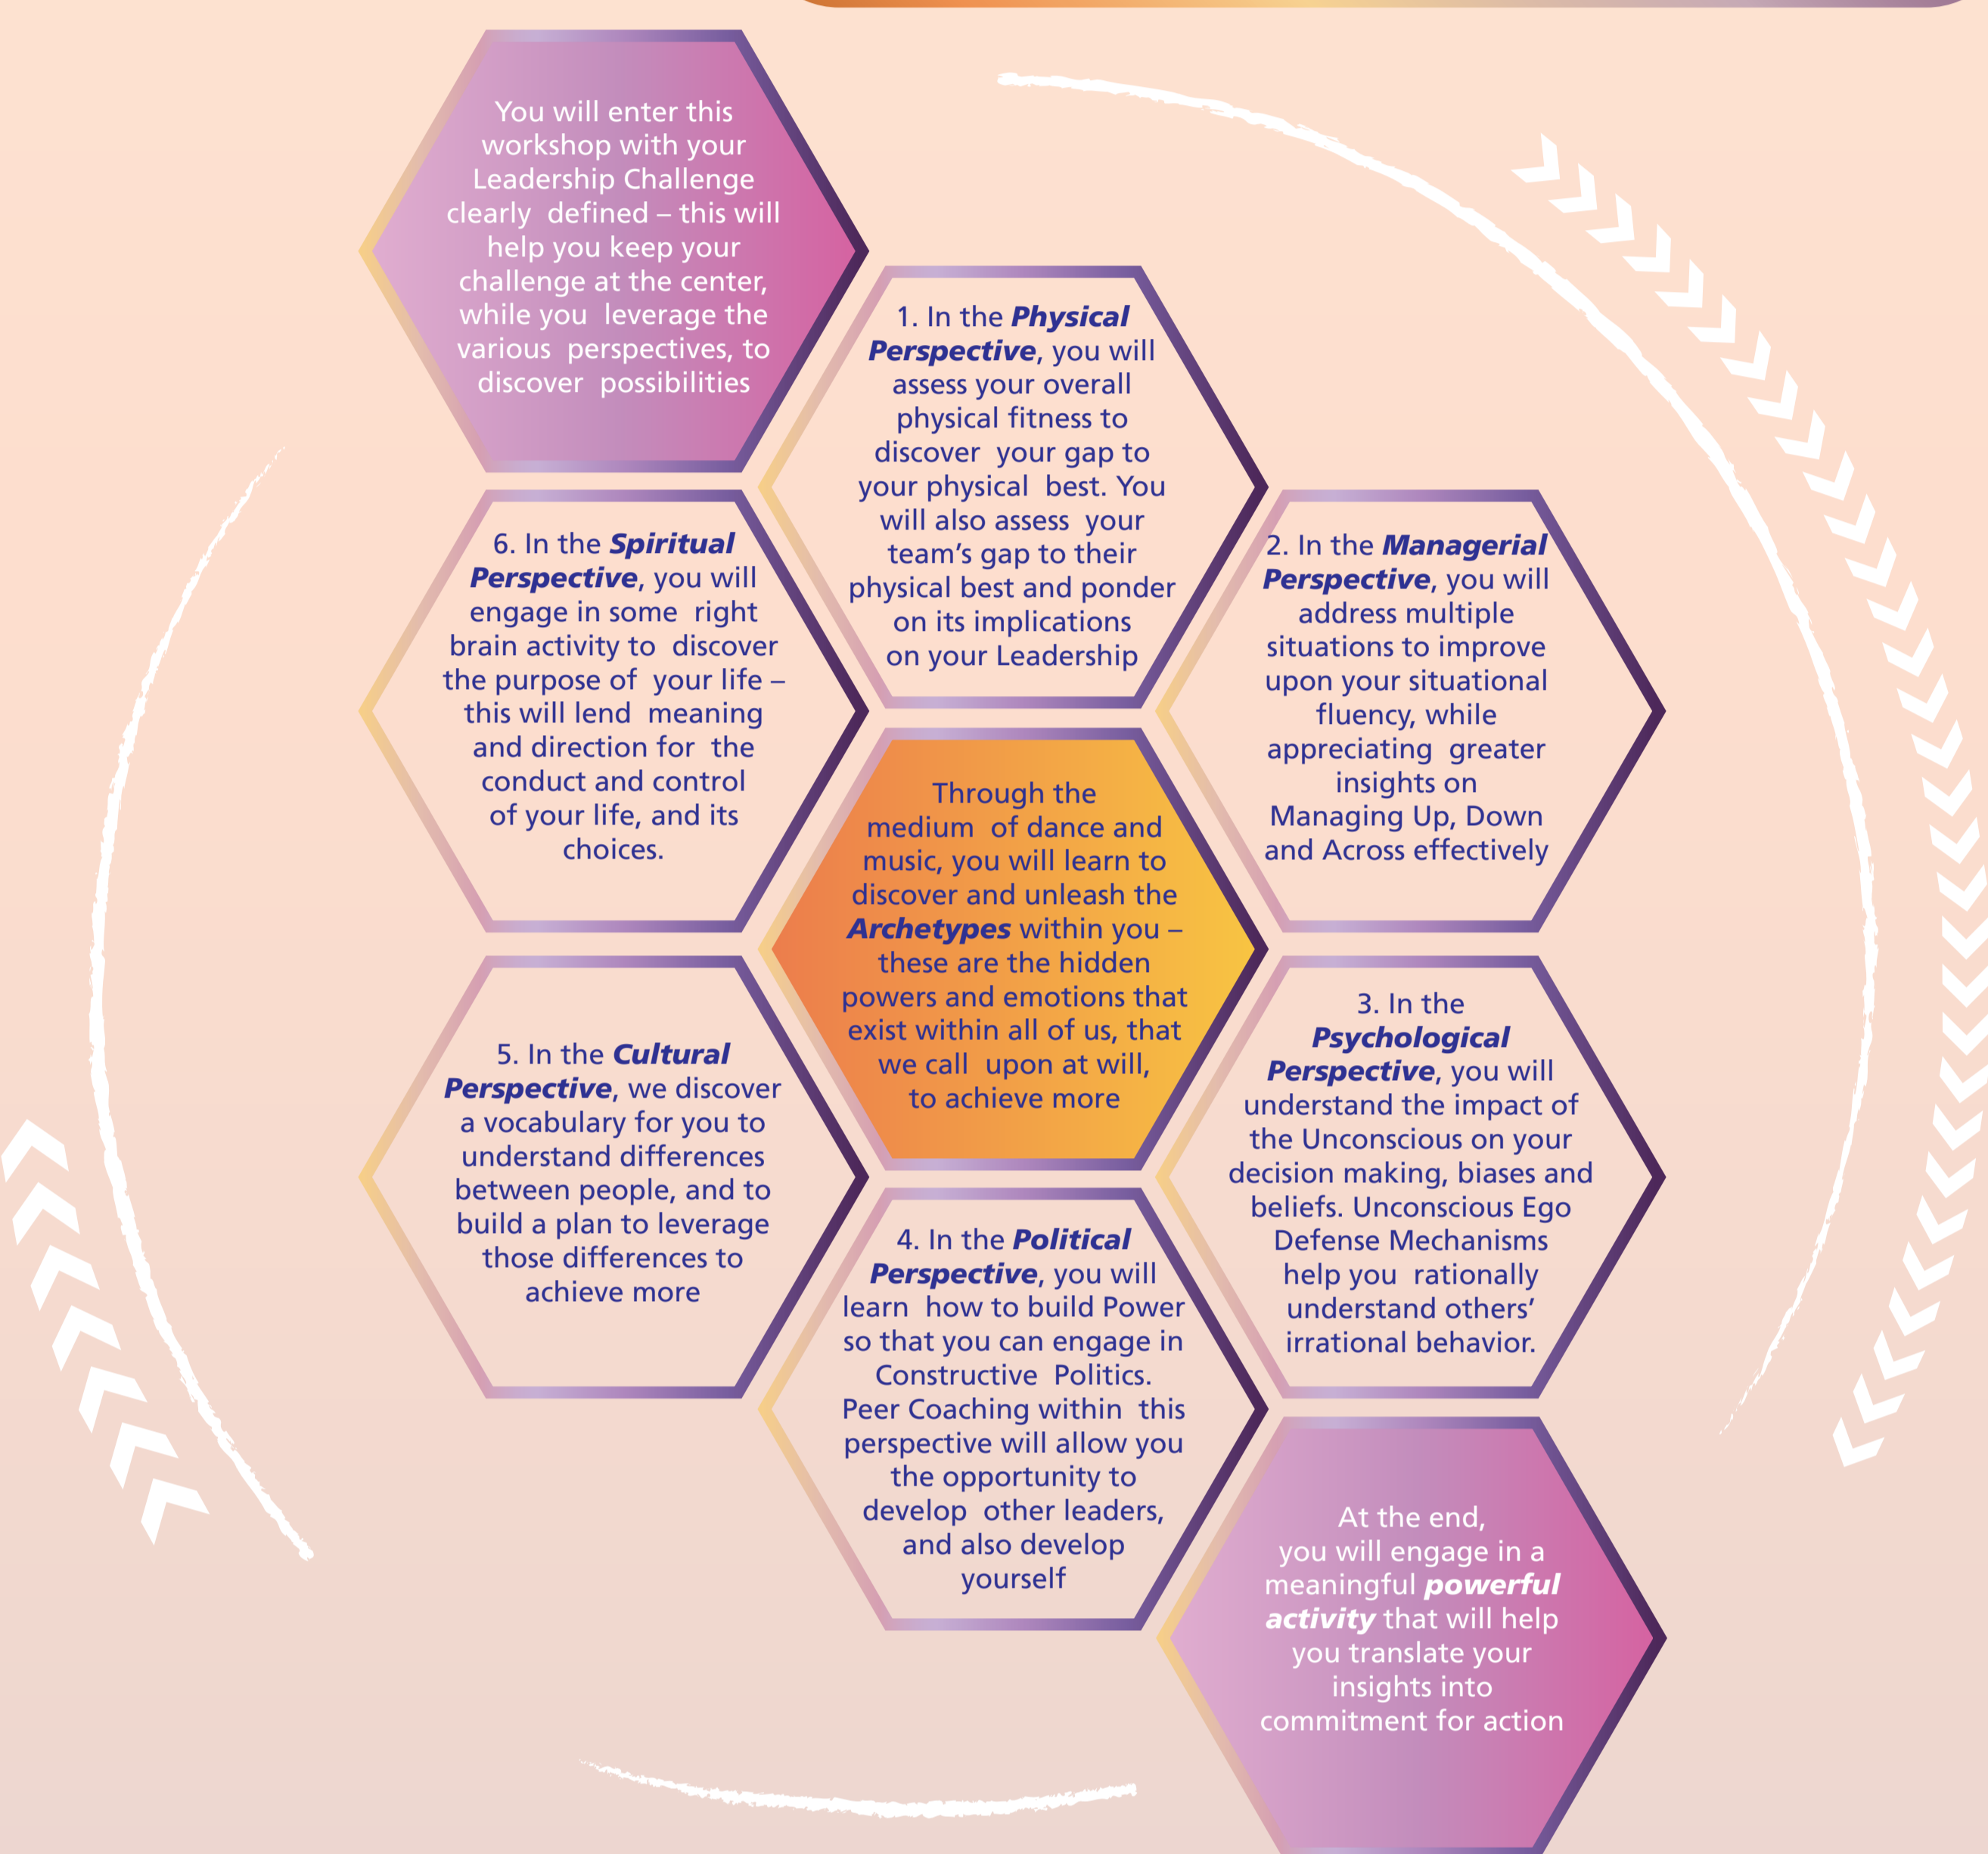 You will enter this
workshop with your
Leadership Challenge
clearly defined – this will
help you keep your
challenge at the center,
while you leverage the
various perspectives, to
discover possibilities
1. In the Physical
Perspective, you will
assess your overall
physical fitness to
discover your gap to
your physical best. You
will also assess your
team’s gap to their
physical best and ponder
on its implications
on your Leadership
2. In the Managerial
Perspective, you will
address multiple
situations to improve
upon your situational
fluency, while
appreciating greater
insights on
Managing Up, Down
and Across effectively
3. In the
Psychological
Perspective, you will
understand the impact of
the Unconscious on your
decision making, biases and
beliefs. Unconscious Ego
Defense Mechanisms
help you rationally
understand others’
irrational behavior.
4. In the Political
Perspective, you will
learn how to build Power
so that you can engage in
Constructive Politics.
Peer Coaching within this
perspective will allow you
the opportunity to
develop other leaders,
and also develop
yourself
5. In the Cultural
Perspective, we discover
a vocabulary for you to
understand differences
between people, and to
build a plan to leverage
those differences to
achieve more
6. In the Spiritual
Perspective, you will
engage in some right
brain activity to discover
the purpose of your life –
this will lend meaning
and direction for the
conduct and control
of your life, and its
choices.
Through the
medium of dance and
music, you will learn to
discover and unleash the
Archetypes within you –
these are the hidden
powers and emotions that
exist within all of us, that
we call upon at will,
to achieve more
At the end,
you will engage in a
meaningful powerful
activity that will help
you translate your
insights into
commitment for action